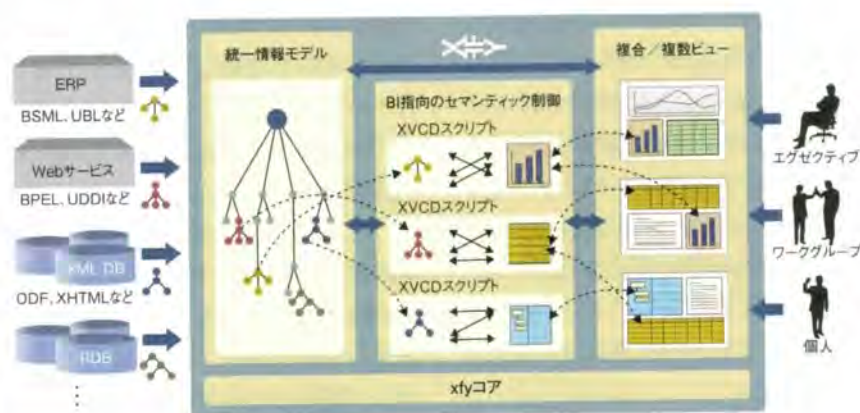 ERP
BSML、UBLなど
Webサービス
BPEL、UDDIなど
XML DB
ODF、XHTMLなど
RDB
統一情報モデル
BI指向のセマンティック制御
XVCDスクリプト
XVCDスクリプト
XVCDスクリプト
複合／複数ビュー
エグゼクティブ
ワークグループ
個人
xfyコア